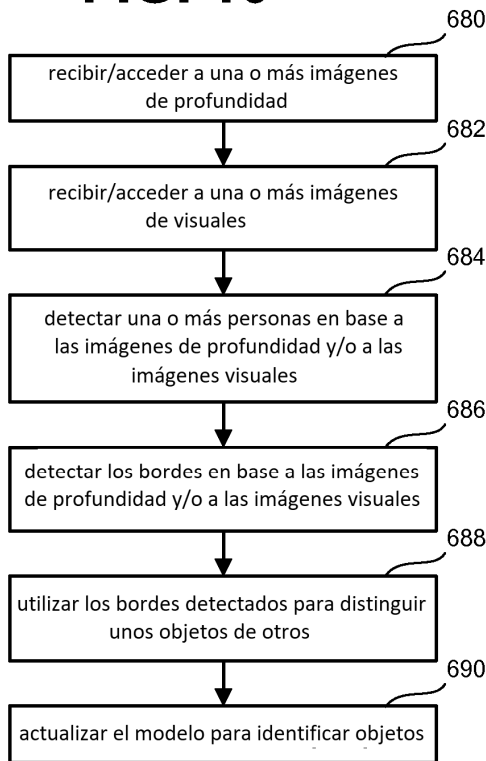 680
recibir/acceder a una o más imágenes
de profundidad
682
recibir/acceder a una o más imágenes
de visuales
684
detectar una o más personas en base a
las imágenes de profundidad y/o a las
imágenes visuales
686
detectar los bordes en base a las imágenes
de profundidad y/o a las imágenes visuales
688
utilizar los bordes detectados para distinguir
unos objetos de otros
690
actualizar el modelo para identificar objetos